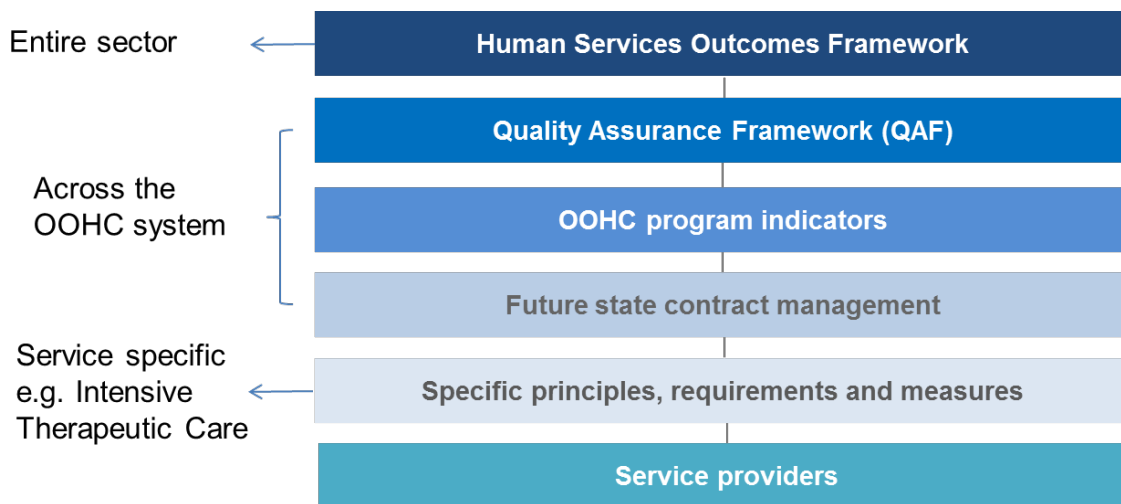 Entire sector
Human Services Outcomes Framework
Quality Assurance Framework (QAF)
Across the
OOHC system
OOHC program indicators
Future state contract management
Service specific
e.g. Intensive
Therapeutic Care
Specific principles, requirements and measures
Service providers